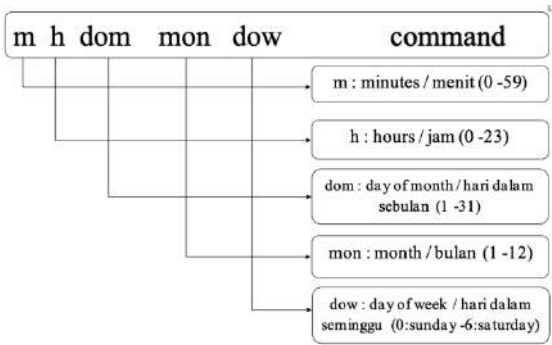 m h dom mon dow command
m : minutes / menit (0 -59)
h : hours / jam (0 -23)
dom : day of month / hari dalam
sebulan (1 -31)
mon : month / bulan (1 -12)
dow : day of week / hari dalam
seminggu (0:sunday -6:saturday)